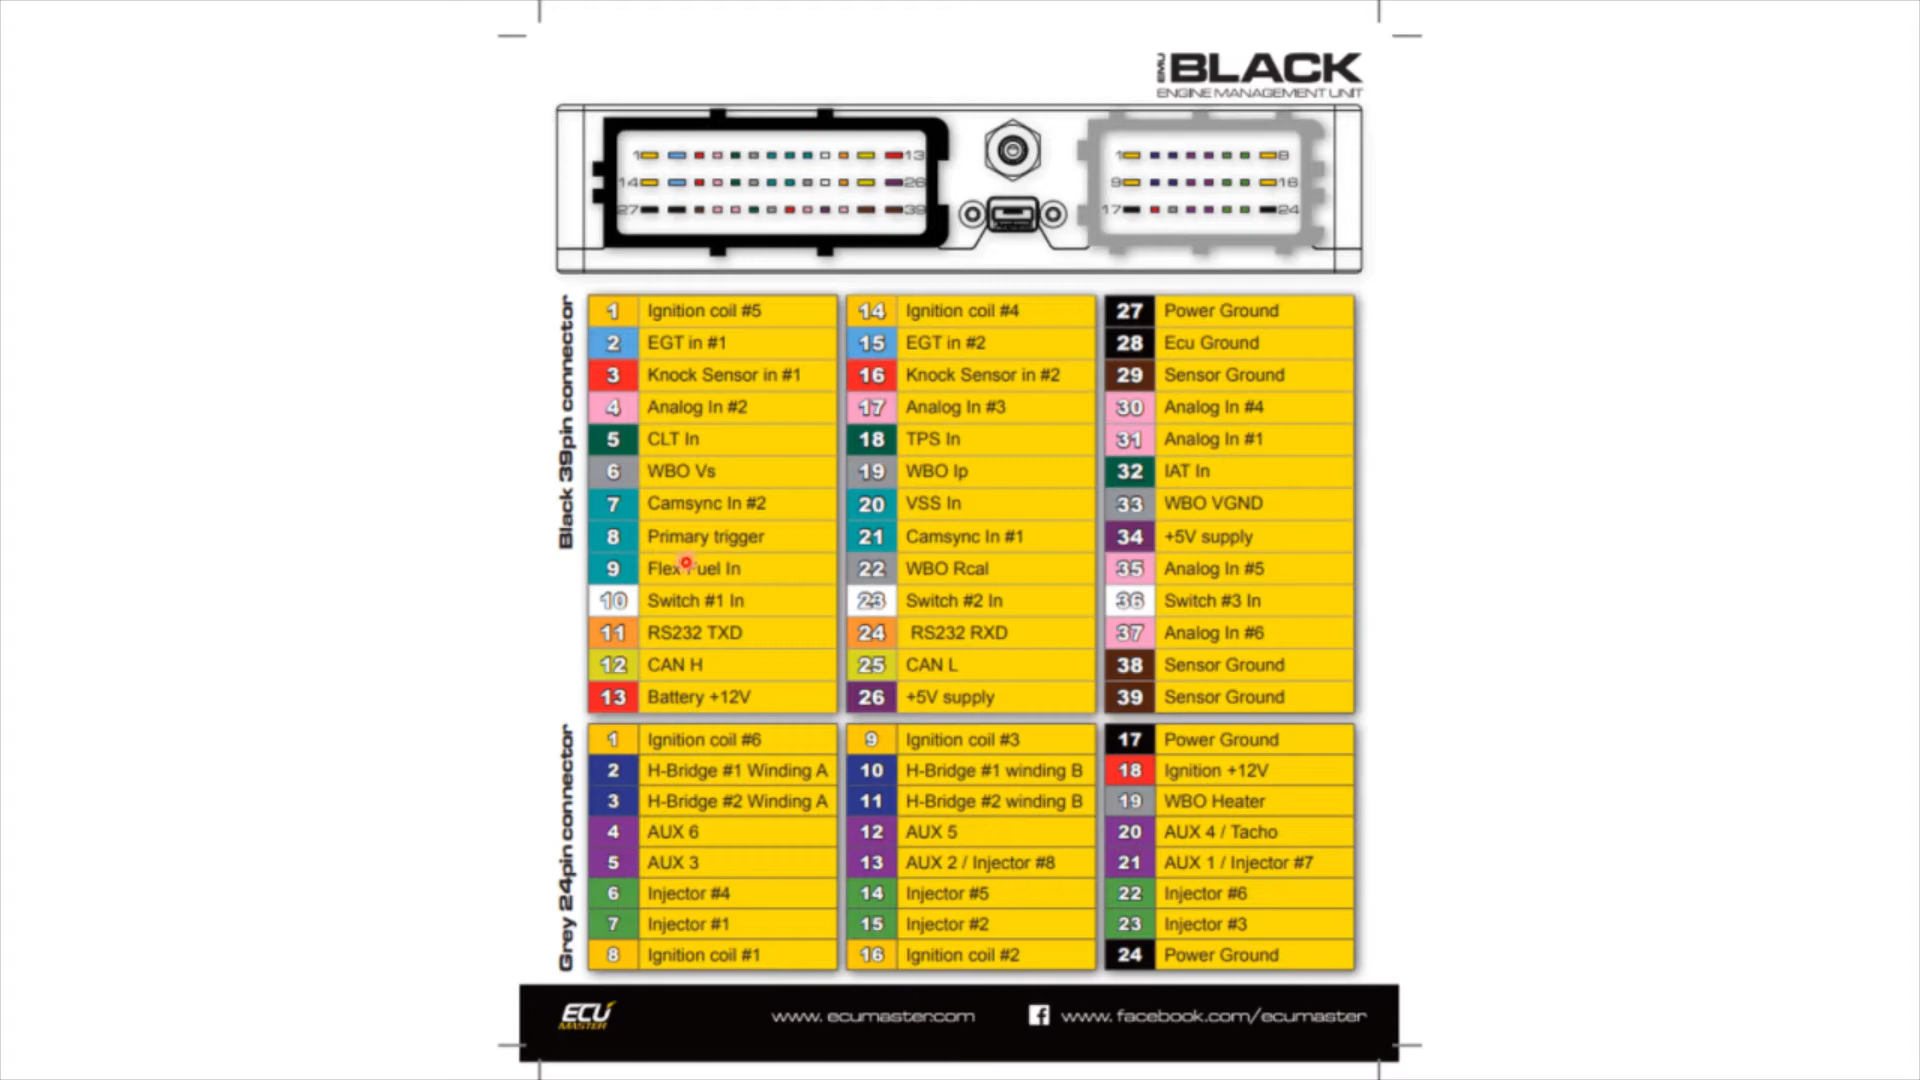 EMU BLACK
ENGINE MANAGEMENT UNIT
1 13
14 26
27 39
1 8
9 16
17 24
Black 39pin connector
1 Ignition coil #5
2 EGT in #1
3 Knock Sensor in #1
4 Analog In #2
5 CLT In
6 WBO Vs
7 Camsync In #2
8 Primary trigger
9 Flex Fuel In
10 Switch #1 In
11 RS232 TXD
12 CAN H
13 Battery +12V
14 Ignition coil #4
15 EGT in #2
16 Knock Sensor in #2
17 Analog In #3
18 TPS In
19 WBO Ip
20 VSS In
21 Camsync In #1
22 WBO Rcal
23 Switch #2 In
24 RS232 RXD
25 CAN L
26 +5V supply
27 Power Ground
28 Ecu Ground
29 Sensor Ground
30 Analog In #4
31 Analog In #1
32 IAT In
33 WBO VGND
34 +5V supply
35 Analog In #5
36 Switch #3 In
37 Analog In #6
38 Sensor Ground
39 Sensor Ground
Grey 24pin connector
1 Ignition coil #6
2 H-Bridge #1 Winding A
3 H-Bridge #2 Winding A
4 AUX 6
5 AUX 3
6 Injector #4
7 Injector #1
8 Ignition coil #1
9 Ignition coil #3
10 H-Bridge #1 winding B
11 H-Bridge #2 winding B
12 AUX 5
13 AUX 2 / Injector #8
14 Injector #5
15 Injector #2
16 Ignition coil #2
17 Power Ground
18 Ignition +12V
19 WBO Heater
20 AUX 4 / Tacho
21 AUX 1 / Injector #7
22 Injector #6
23 Injector #3
24 Power Ground
ECU MASTER
www.ecumaster.com
f www.facebook.com/ecumaster